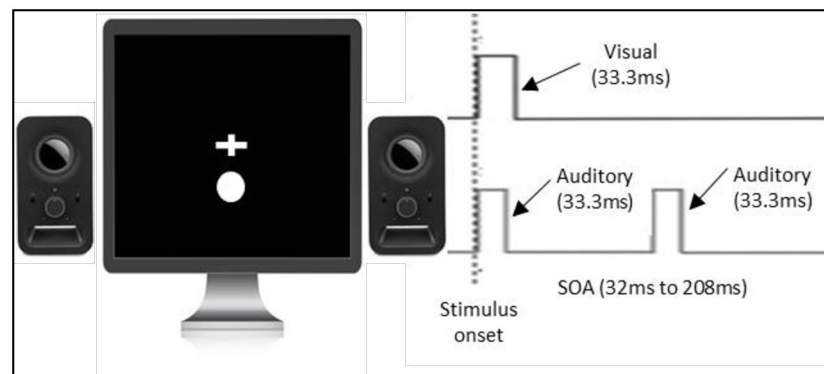 Visual
(33.3ms)
Auditory
(33.3ms)
Auditory
(33.3ms)
SOA (32ms to 208ms)
Stimulus
onset